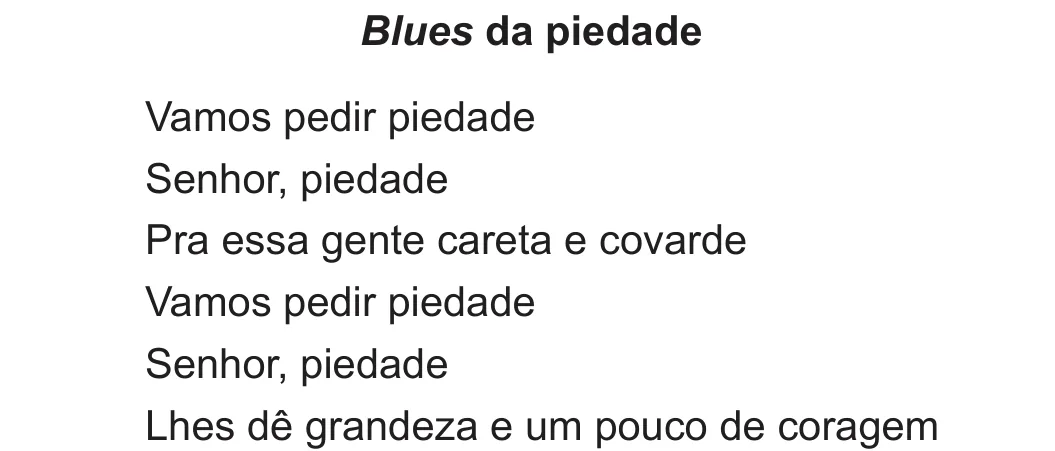 Blues da piedade
Vamos pedir piedade
Senhor, piedade
Pra essa gente careta e covarde
Vamos pedir piedade
Senhor, piedade
Lhes dê grandeza e um pouco de coragem